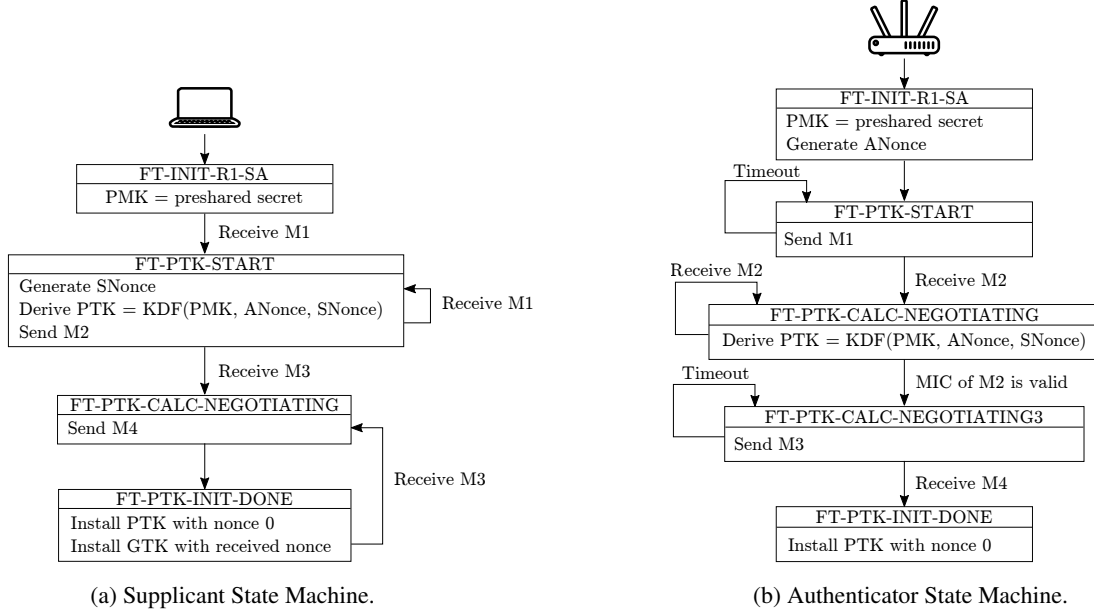 FT-INIT-R1-SA
PMK = preshared secret
Receive M1
FT-PTK-START
Generate SNonce
Derive PTK = KDF(PMK, ANonce, SNonce)
Send M2
Receive M1
Receive M3
FT-PTK-CALC-NEGOTIATING
Send M4
Receive M3
FT-PTK-INIT-DONE
Install PTK with nonce 0
Install GTK with received nonce
(a) Supplicant State Machine.
FT-INIT-R1-SA
PMK = preshared secret
Generate ANonce
Timeout
FT-PTK-START
Send M1
Receive M2
Receive M2
FT-PTK-CALC-NEGOTIATING
Derive PTK = KDF(PMK, ANonce, SNonce)
Timeout
MIC of M2 is valid
FT-PTK-CALC-NEGOTIATING3
Send M3
Receive M4
FT-PTK-INIT-DONE
Install PTK with nonce 0
(b) Authenticator State Machine.